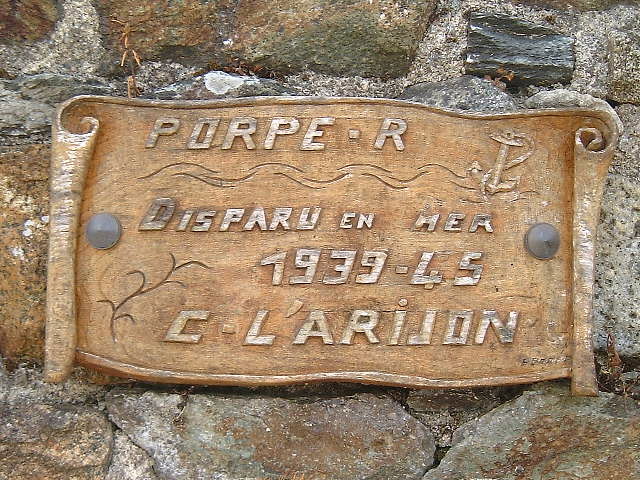 PORPE - R
DISPARU EN MER
1939-45
C - L'ARIJON